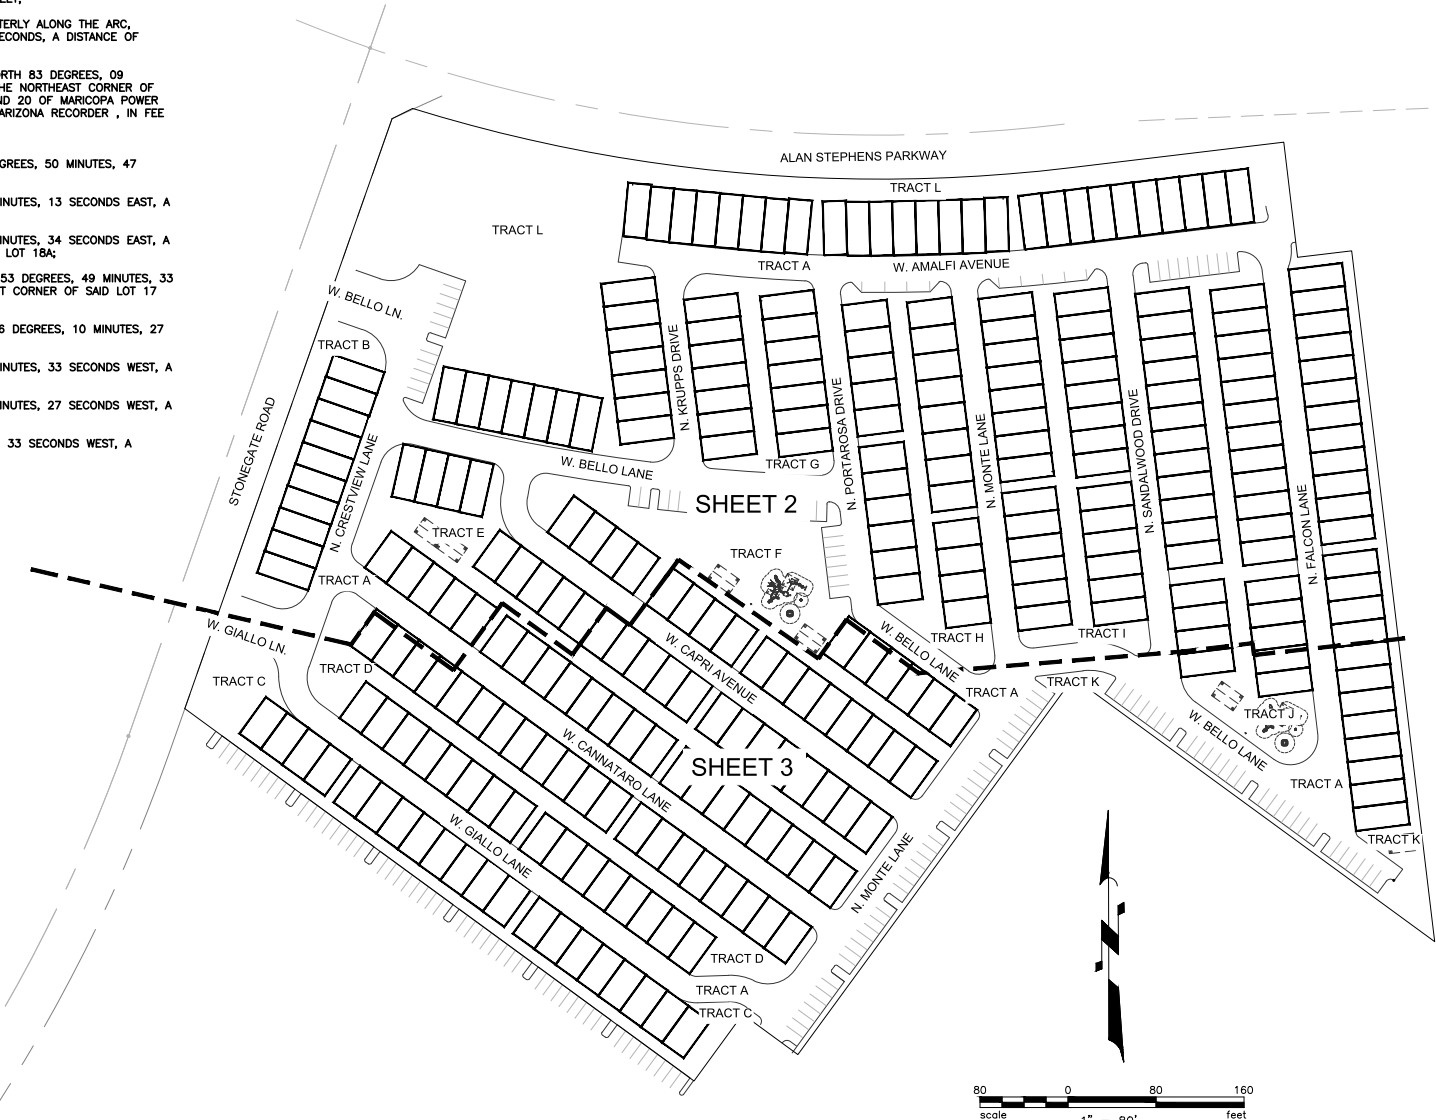 TERLY ALONG THE ARC,
ECONDS, A DISTANCE OF
RTH 83 DEGREES, 09
HE NORTHEAST CORNER OF
ND 20 OF MARICOPA POWER
ARIZONA RECORDER , IN FEE
GREES, 50 MINUTES, 47
INUTES, 13 SECONDS EAST, A
INUTES, 34 SECONDS EAST, A
LOT 18A;
53 DEGREES, 49 MINUTES, 33
T CORNER OF SAID LOT 17
6 DEGREES, 10 MINUTES, 27
INUTES, 33 SECONDS WEST, A
INUTES, 27 SECONDS WEST, A
33 SECONDS WEST, A
ALAN STEPHENS PARKWAY
TRACT L
TRACT L
TRACT A
W. AMALFI AVENUE
W. BELLO LN.
TRACT B
STONEGATE ROAD
N. CRESTVIEW LANE
N. KRUPPS DRIVE
N. PORTAROSA DRIVE
N. MONTE LANE
N. SANDALWOOD DRIVE
N. FALCON LANE
W. BELLO LANE
TRACT G
SHEET 2
TRACT E
TRACT F
TRACT A
W. GIALLO LN.
TRACT D
TRACT C
W. CAPRI AVENUE
W. BELLO LANE
TRACT H
TRACT I
TRACT A
TRACT K
TRACT J
W. BELLO LANE
TRACT A
TRACT K
SHEET 3
W. CANNATARO LANE
W. GIALLO LANE
N. MONTE LANE
TRACT D
TRACT A
TRACT C
80 0 80 160
scale feet